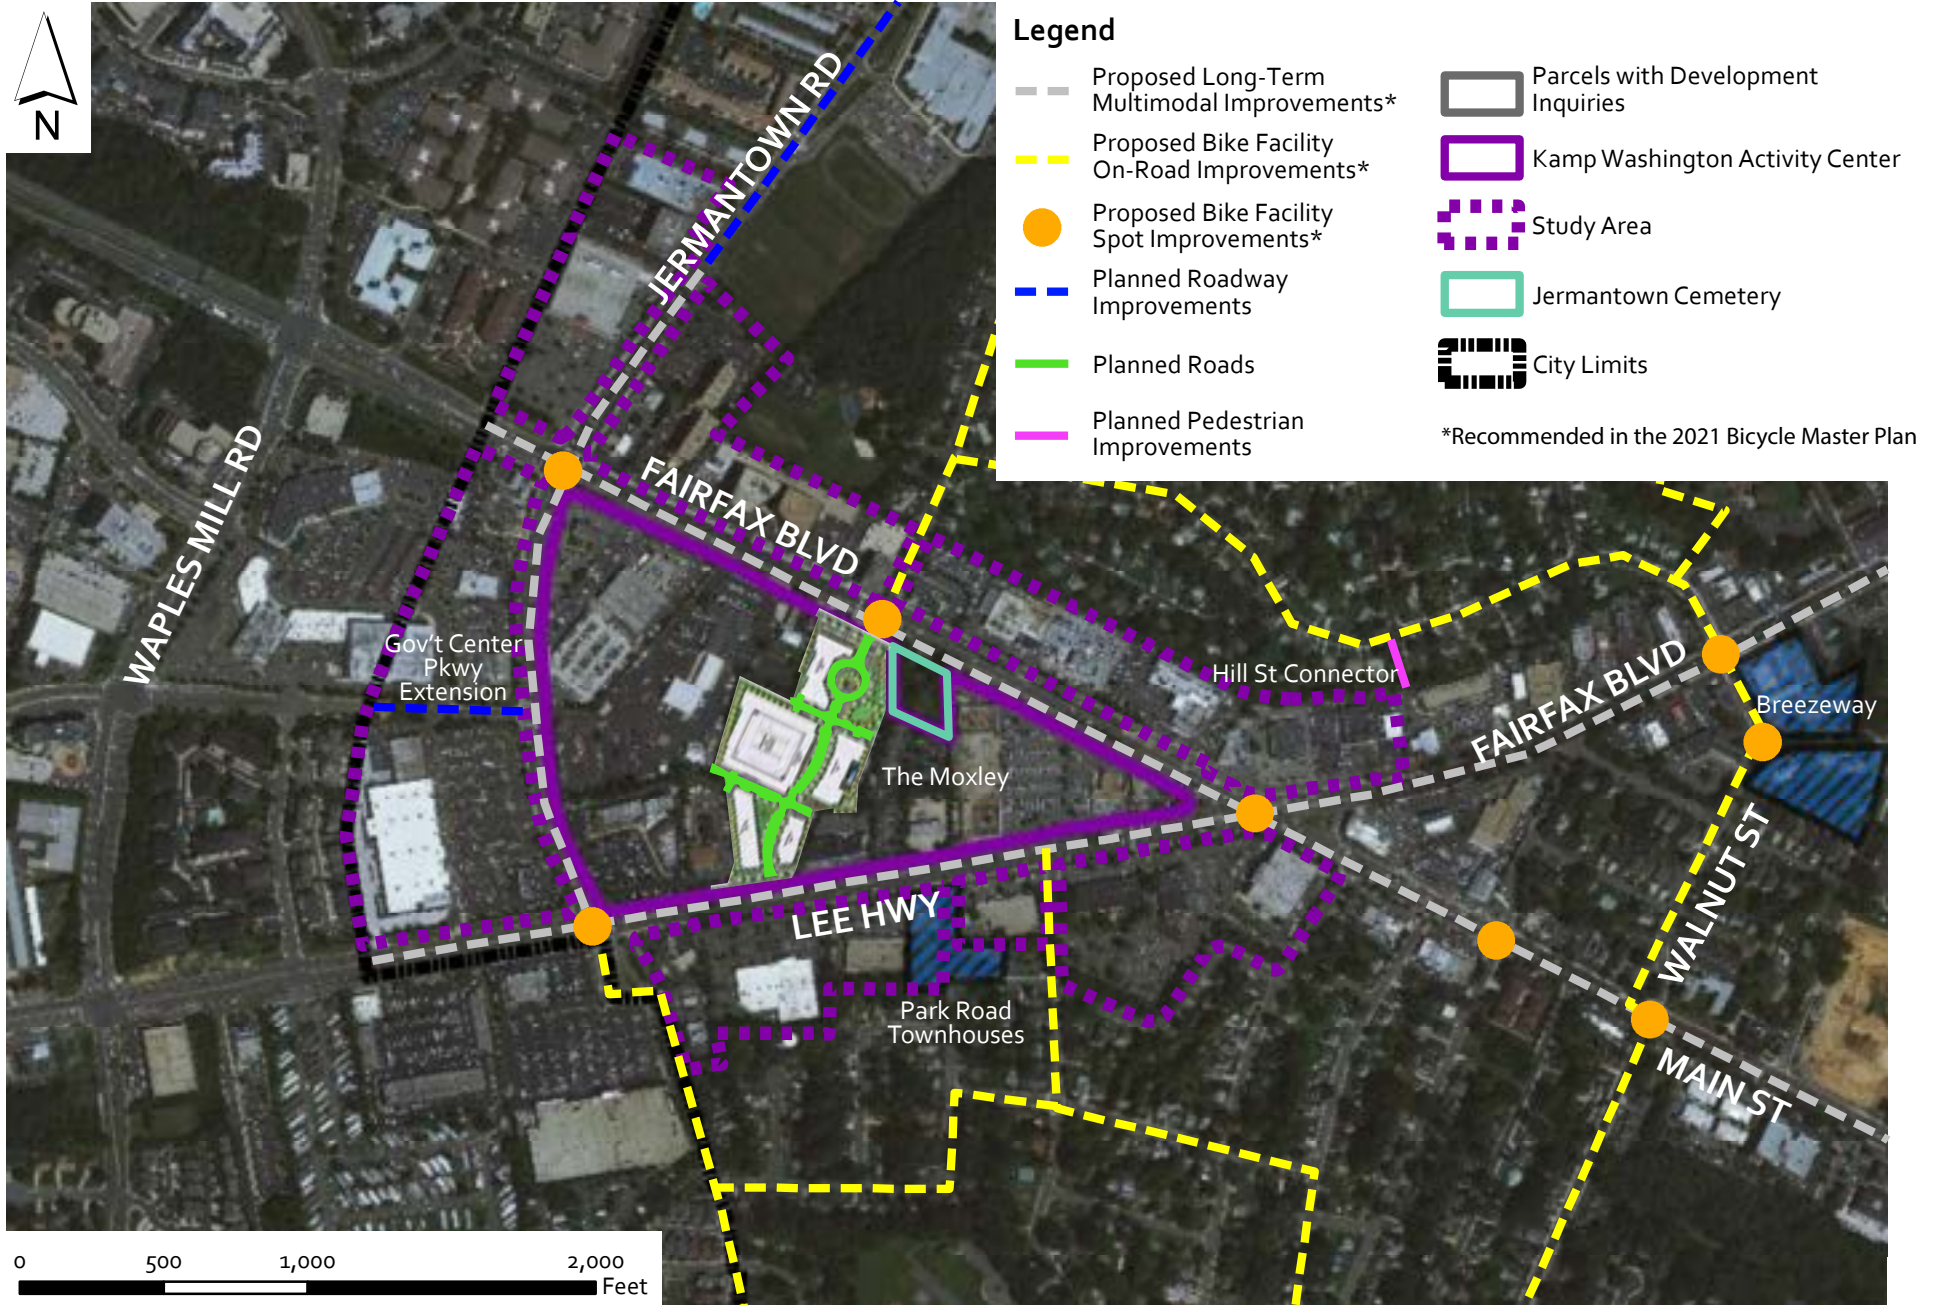 N
Legend
Proposed Long-Term
Multimodal Improvements*
Proposed Bike Facility
On-Road Improvements*
Proposed Bike Facility
Spot Improvements*
Planned Roadway
Improvements
Planned Roads
Planned Pedestrian
Improvements
Parcels with Development
Inquiries
Kamp Washington Activity Center
Study Area
Jermantown Cemetery
City Limits
*Recommended in the 2021 Bicycle Master Plan
JERMANTOWN RD
WAPLES MILL RD
FAIRFAX BLVD
Gov't Center
Pkwy
Extension
Hill St Connector
FAIRFAX BLVD
Breezeway
The Moxley
WALNUT ST
LEE HWY
Park Road
Townhouses
MAIN ST
0 500 1,000 2,000
Feet